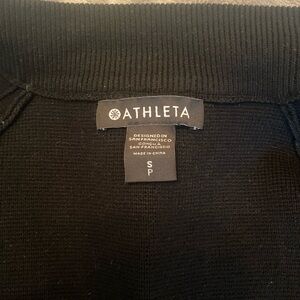 ATHLETA
DESIGNED IN
SAN FRANCISCO
CONÇU À
SAN FRANCISCO
MADE IN CHINA
S
P